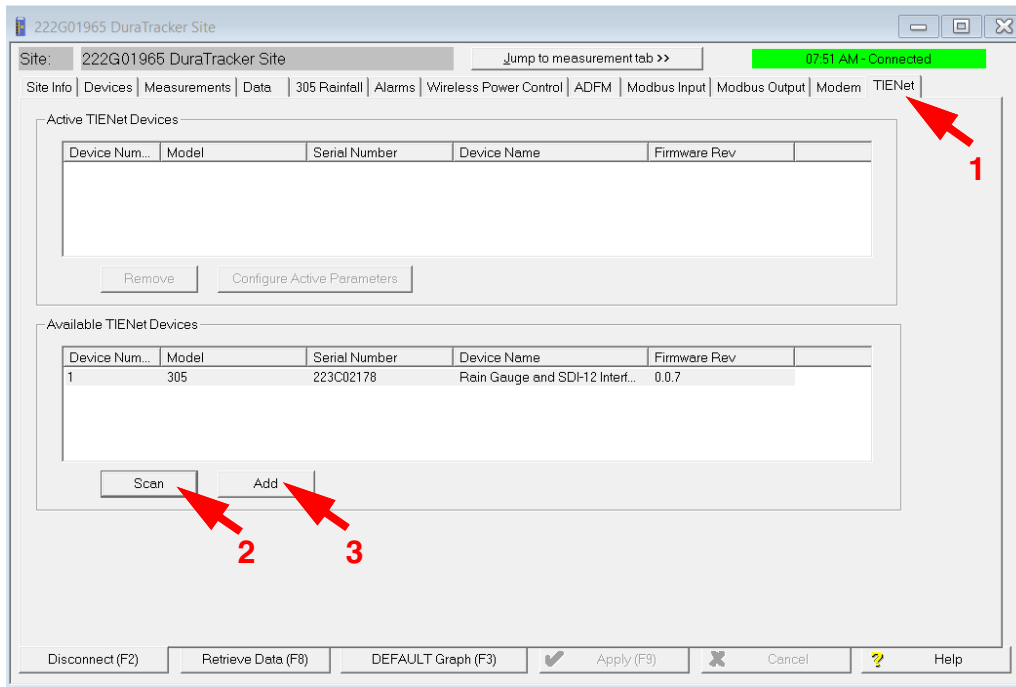 222G01965 DuraTracker Site
Site: 222G01965 DuraTracker Site Jump to measurement tab >> 07:51 AM - Connected
Site Info Devices Measurements Data 305 Rainfall Alarms Wireless Power Control ADFM Modbus Input Modbus Output Modem TIENet
1
Active TIENet Devices
Device Num... Model Serial Number Device Name Firmware Rev
Remove Configure Active Parameters
Available TIENet Devices
Device Num... Model Serial Number Device Name Firmware Rev
1 305 223C02178 Rain Gauge and SDI-12 Interf... 0.0.7
Scan Add
2 3
Disconnect (F2) Retrieve Data (F8) DEFAULT Graph (F3) Apply (F9) Cancel ? Help